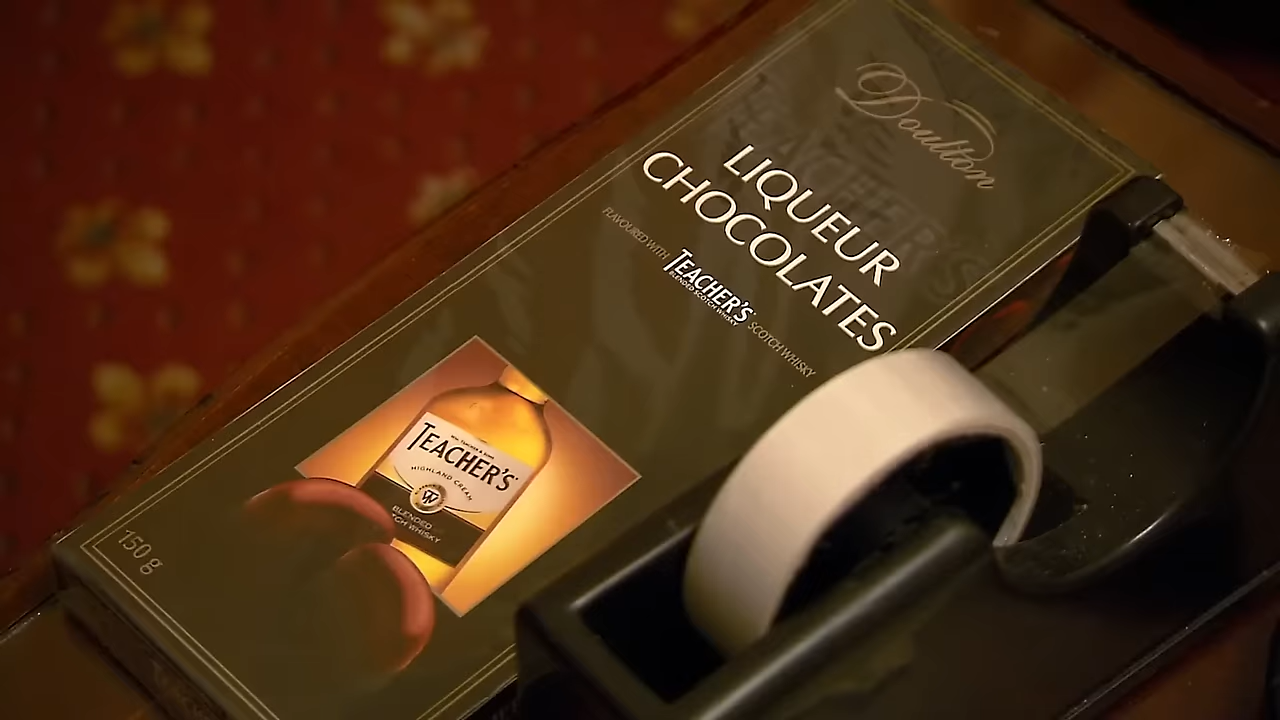 Doulton
LIQUEUR
CHOCOLATES
FLAVOURED WITH TEACHER'S SCOTCH WHISKY
BLENDED SCOTCH WHISKY
TEACHER'S
HIGHLAND CREAM
W
BLENDED
TCH WHISKY
150 g